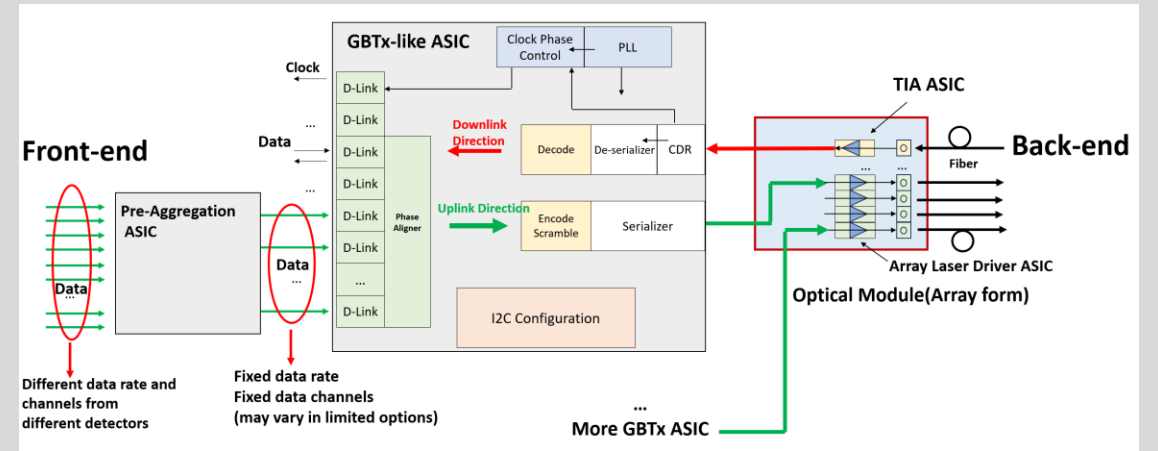 GBTx-like ASIC
Clock Phase
Control
PLL
Clock
D-Link
D-Link
D-Link
D-Link
D-Link
D-Link
...
D-Link
...
Data
...
Phase
Aligner
Downlink
Direction
Decode
De-serializer
CDR
Uplink Direction
Encode
Scramble
Serializer
I2C Configuration
TIA ASIC
O
Fiber
... ...
O
O
O
O
Array Laser Driver ASIC
Optical Module(Array form)
Back-end
Front-end
Pre-Aggregation
ASIC
Data
...
Data
...
Different data rate and
channels from
different detectors
Fixed data rate
Fixed data channels
(may vary in limited options)
...
More GBTx ASIC